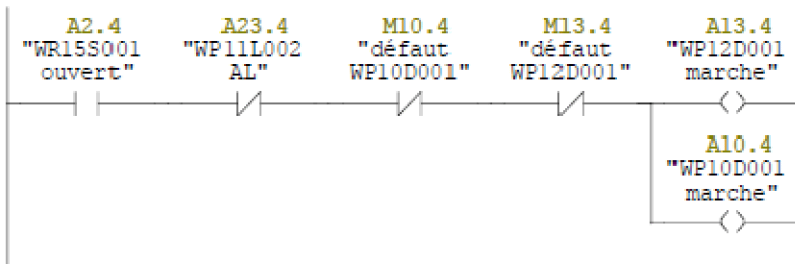 A2.4 A23.4 M10.4 M13.4 A13.4
"WR15S001 "WP11L002 "défaut "défaut "WP12D001
ouvert" AL" WP10D001" WP12D001" marche"
A10.4
"WP10D001
marche"